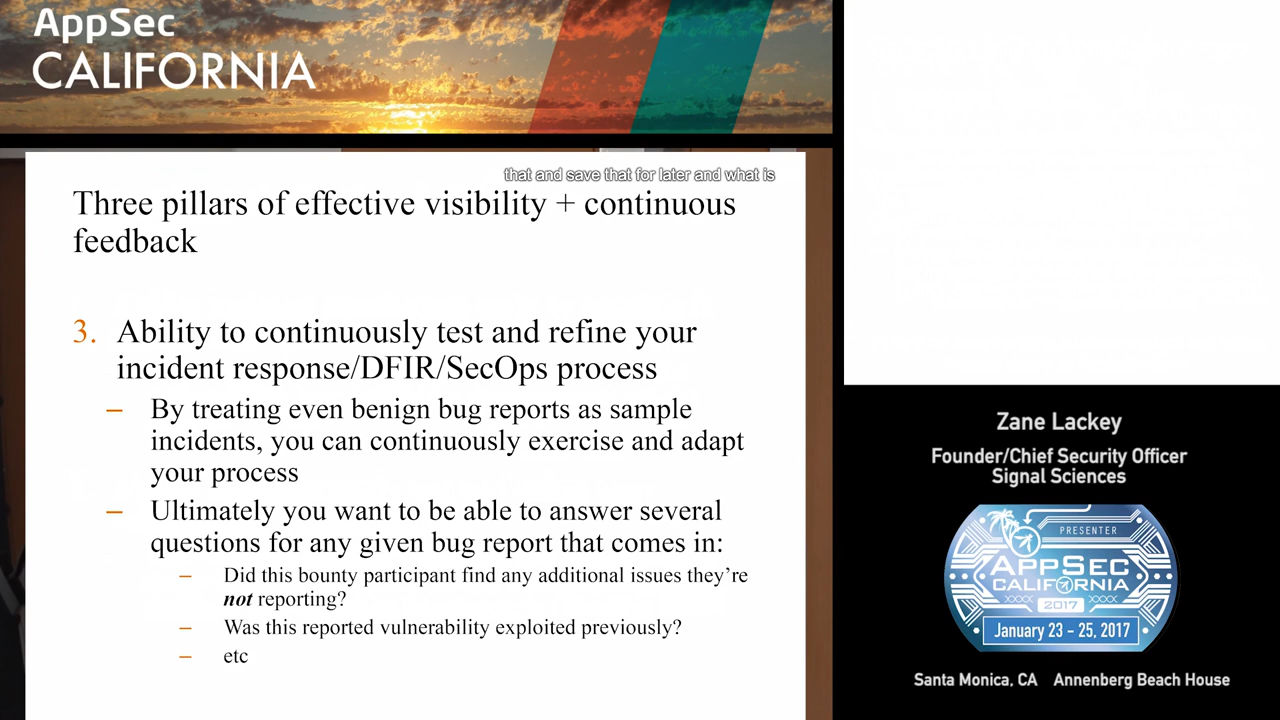 AppSec
CALIFORNIA
that and save that for later and what is
Three pillars of effective visibility + continuous
feedback
3. Ability to continuously test and refine your
incident response/DFIR/SecOps process
– By treating even benign bug reports as sample
incidents, you can continuously exercise and adapt
your process
– Ultimately you want to be able to answer several
questions for any given bug report that comes in:
– Did this bounty participant find any additional issues they're
not reporting?
– Was this reported vulnerability exploited previously?
– etc
Zane Lackey
Founder/Chief Security Officer
Signal Sciences
PRESENTER
APPSEC
CALIFORNIA
2017
January 23 - 25, 2017
Santa Monica, CA Annenberg Beach House